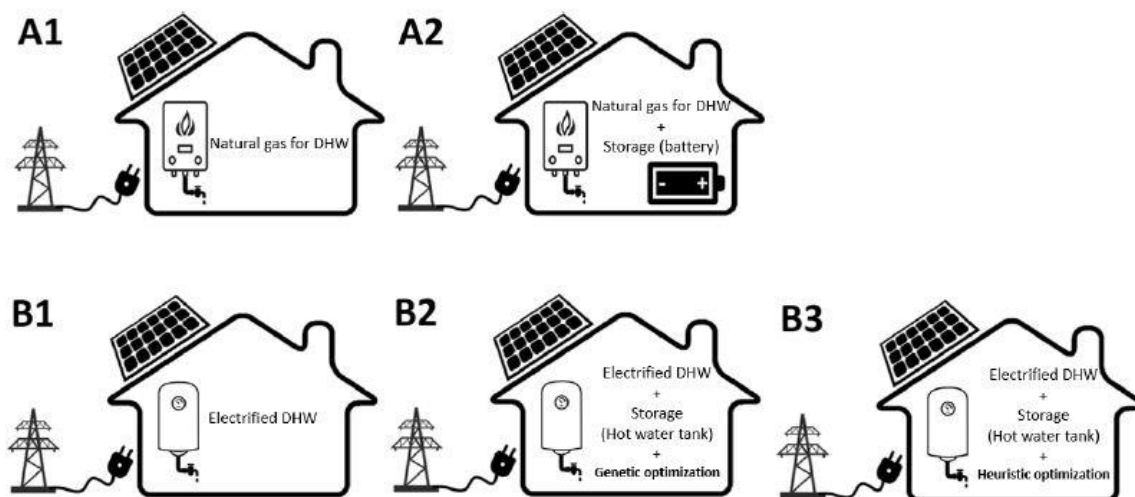 A1
Natural gas for DHW
A2
Natural gas for DHW
+
Storage (battery)
- +
B1
Electrified DHW
B2
Electrified DHW
+
Storage
(Hot water tank)
+
Genetic optimization
B3
Electrified DHW
+
Storage
(Hot water tank)
+
Heuristic optimization